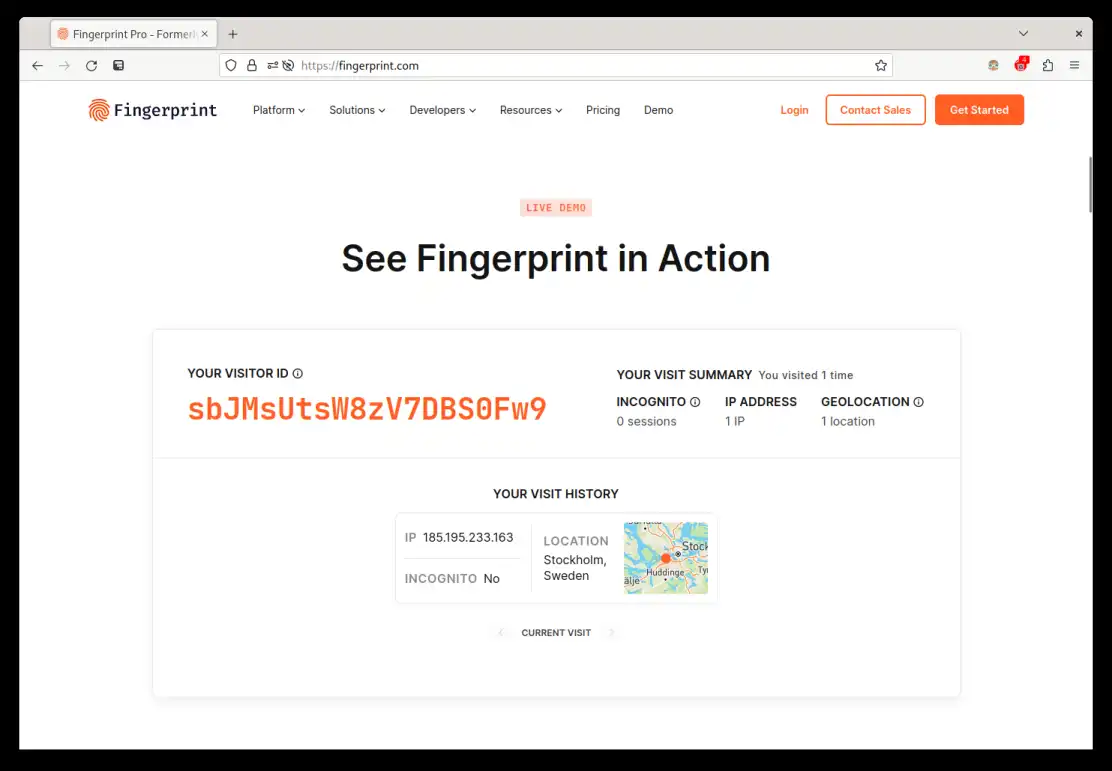 Fingerprint Pro - Formerly
https://fingerprint.com
4
Fingerprint
Platform
Solutions
Developers
Resources
Pricing
Demo
Login
Contact Sales
Get Started
LIVE DEMO
See Fingerprint in Action
YOUR VISITOR ID
sbJMsUtsW8zV7DBS0Fw9
YOUR VISIT SUMMARY You visited 1 time
INCOGNITO
0 sessions
IP ADDRESS
1 IP
GEOLOCATION
1 location
YOUR VISIT HISTORY
IP 185.195.233.163
INCOGNITO No
LOCATION
Stockholm,
Sweden
Stock
Huddinge
Ty
älje
CURRENT VISIT